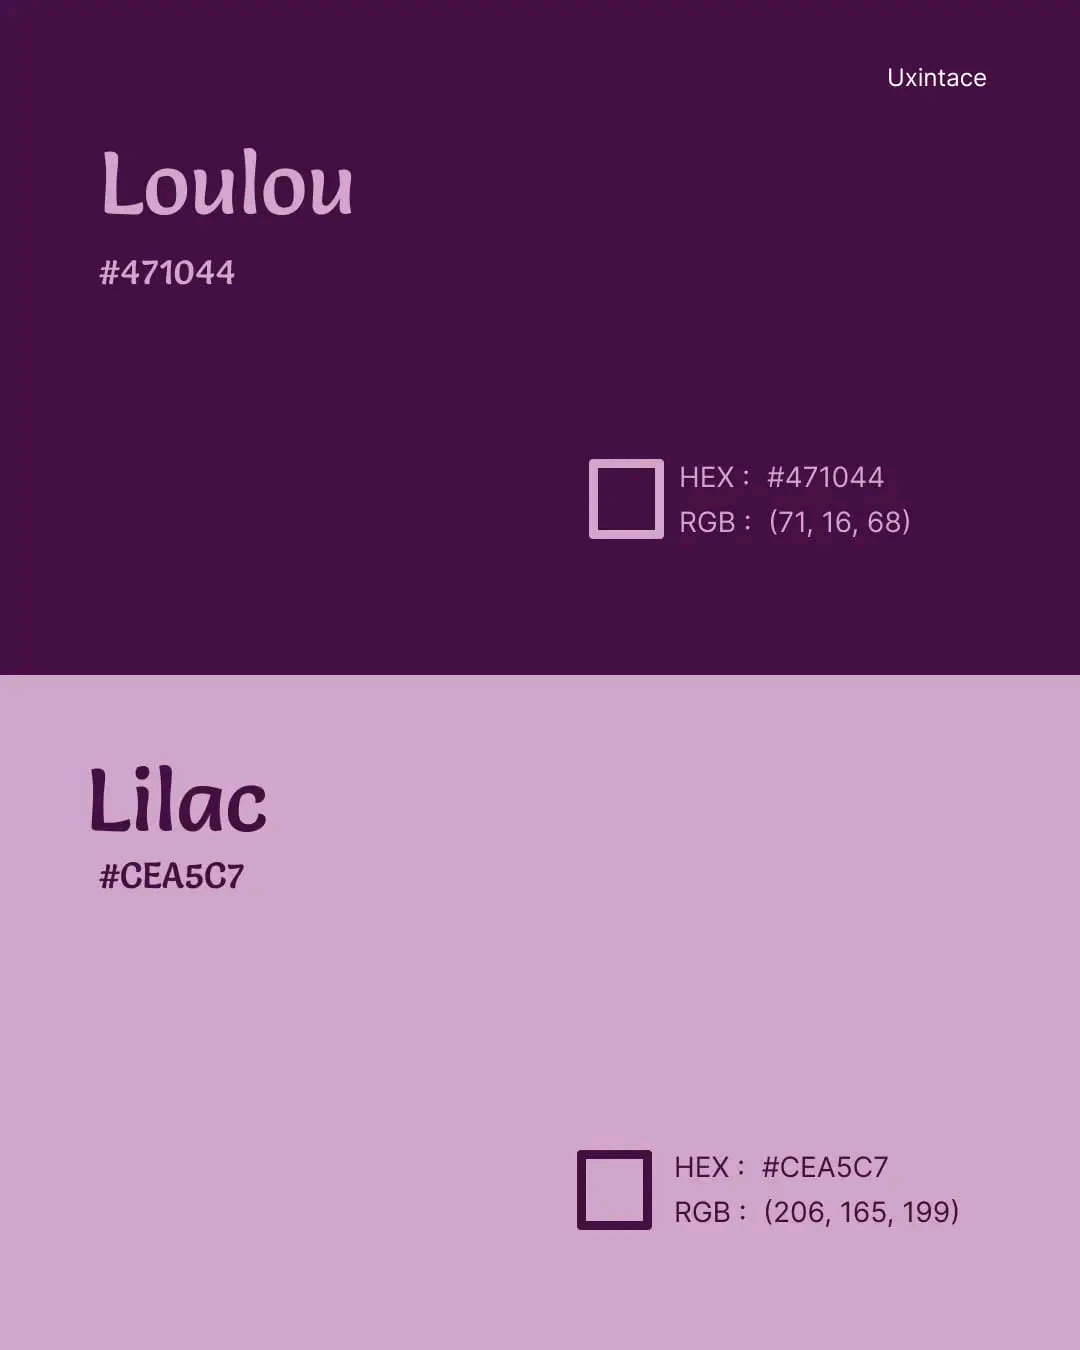 Uxintace
Loulou
#471044
HEX : #471044
RGB : (71, 16, 68)
Lilac
#CEA5C7
HEX : #CEA5C7
RGB : (206, 165, 199)